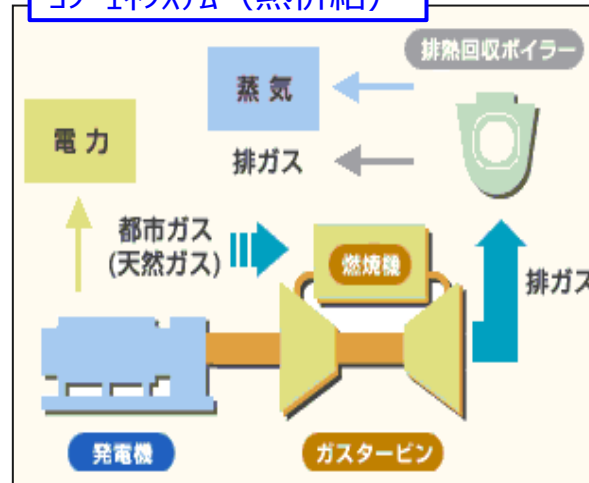 排熱回収ボイラー
蒸気
電力
排ガス
都市ガス
(天然ガス)
燃焼機
排ガス
発電機
ガスタービン